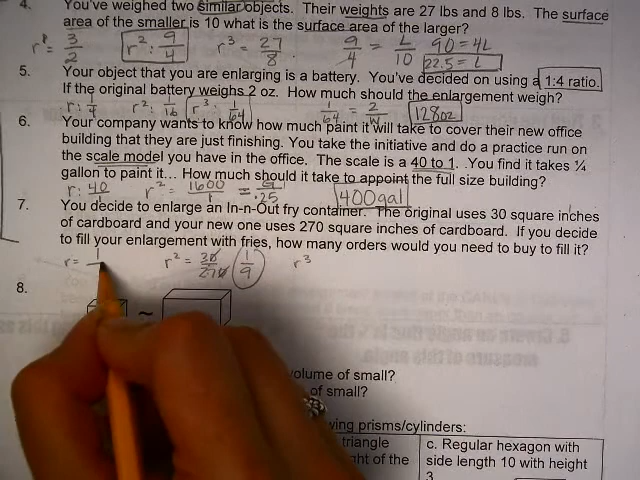 4. You've weighed two similar objects. Their weights are 27 lbs and 8 lbs. The surface
area of the smaller is 10 what is the surface area of the larger?
r = 3/2 r²: 9/4 r³ = 27/8 9/4 = L/10 90 = 4L
22.5 = L
5. Your object that you are enlarging is a battery. You've decided on using a 1:4 ratio.
If the original battery weighs 2 oz. How much should the enlargement weigh?
r: 1/4 r²: 1/16 r³: 1/64 1/64 = 2/W 128oz
6. Your company wants to know how much paint it will take to cover their new office
building that they are just finishing. You take the initiative and do a practice run on
the scale model you have in the office. The scale is a 40 to 1. You find it takes ¼
gallon to paint it... How much should it take to appoint the full size building?
r: 40/1 r² = 1600/1 = G/.25 400gal
7. You decide to enlarge an In-n-Out fry container. The original uses 30 square inches
of cardboard and your new one uses 270 square inches of cardboard. If you decide
to fill your enlargement with fries, how many orders would you need to buy to fill it?
r = 1/ r² = 30/270 1/9 r³
8.
~
volume of small?
of small?
wing prisms/cylinders:
triangle
ght of the
c. Regular hexagon with
side length 10 with height
3